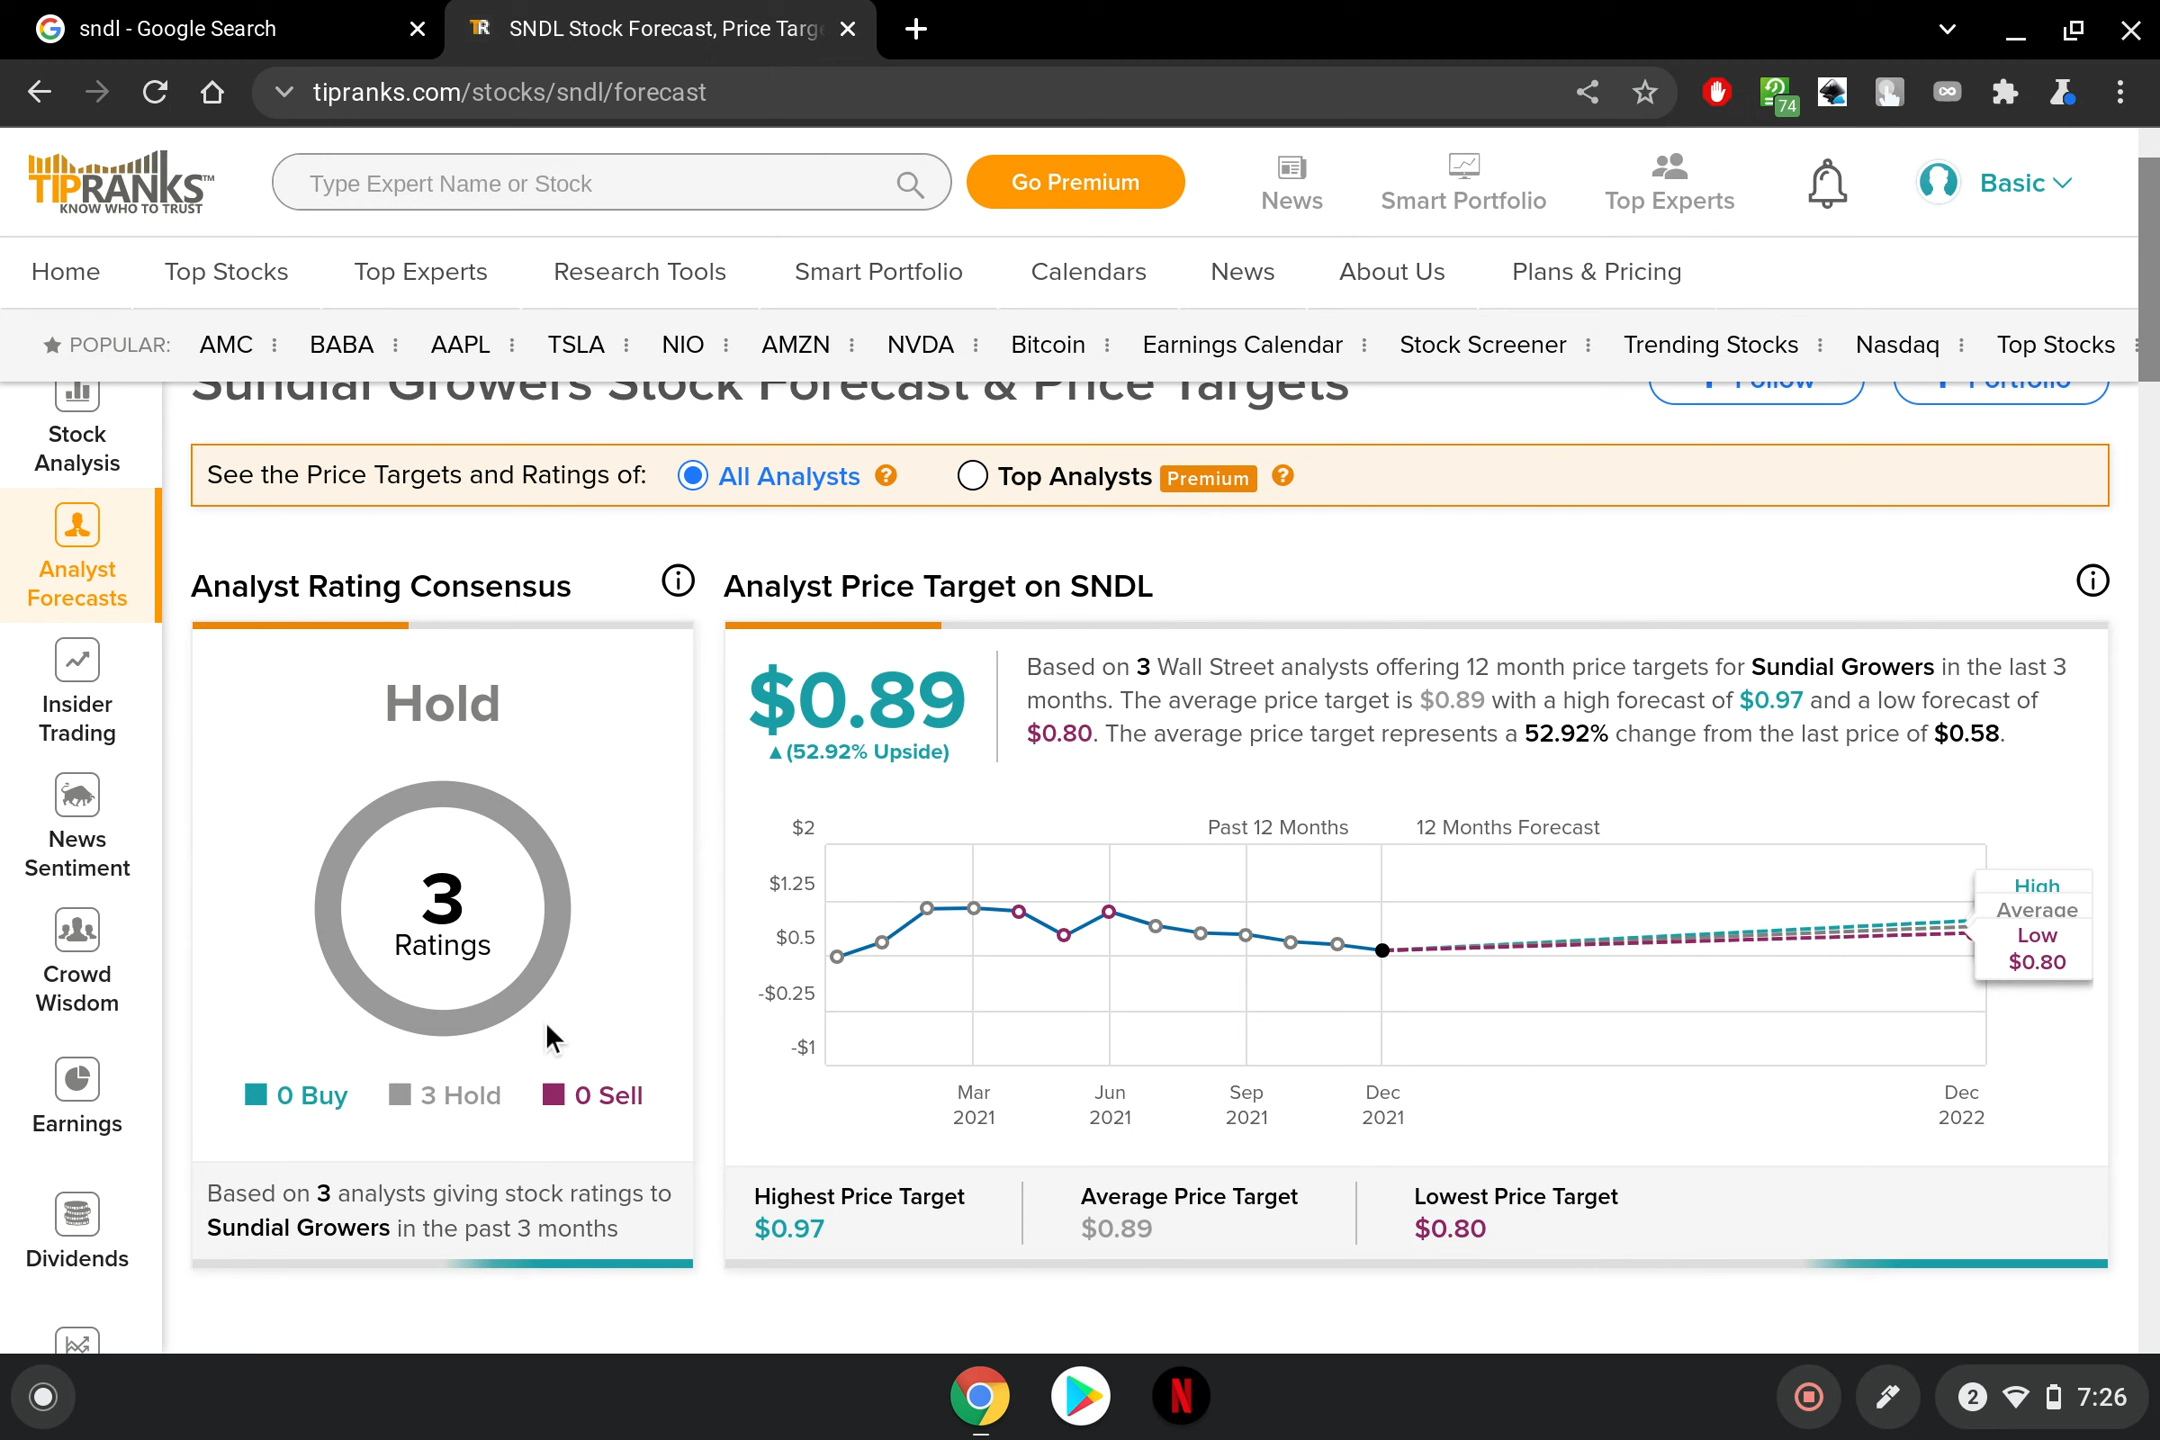 sndl - Google Search
SNDL Stock Forecast, Price Targ
tipranks.com/stocks/sndl/forecast
74
TIPRANKS™
KNOW WHO TO TRUST
Type Expert Name or Stock
Go Premium
News
Smart Portfolio
Top Experts
Basic
Home
Top Stocks
Top Experts
Research Tools
Smart Portfolio
Calendars
News
About Us
Plans & Pricing
POPULAR:
AMC
BABA
AAPL
TSLA
NIO
AMZN
NVDA
Bitcoin
Earnings Calendar
Stock Screener
Trending Stocks
Nasdaq
Top Stocks
Sundial Growers Stock Forecast & Price Targets
Follow
Portfolio
Stock
Analysis
Analyst
Forecasts
Insider
Trading
News
Sentiment
Crowd
Wisdom
Earnings
Dividends
See the Price Targets and Ratings of:
All Analysts ?
Top Analysts Premium ?
Analyst Rating Consensus
Hold
3
Ratings
0 Buy
3 Hold
0 Sell
Based on 3 analysts giving stock ratings to
Sundial Growers in the past 3 months
Analyst Price Target on SNDL
$0.89
▲(52.92% Upside)
Based on 3 Wall Street analysts offering 12 month price targets for Sundial Growers in the last 3
months. The average price target is $0.89 with a high forecast of $0.97 and a low forecast of
$0.80. The average price target represents a 52.92% change from the last price of $0.58.
Past 12 Months
12 Months Forecast
$2
$1.25
$0.5
-$0.25
-$1
High
Average
Low
$0.80
Mar
2021
Jun
2021
Sep
2021
Dec
2021
Dec
2022
Highest Price Target
$0.97
Average Price Target
$0.89
Lowest Price Target
$0.80
2
7:26